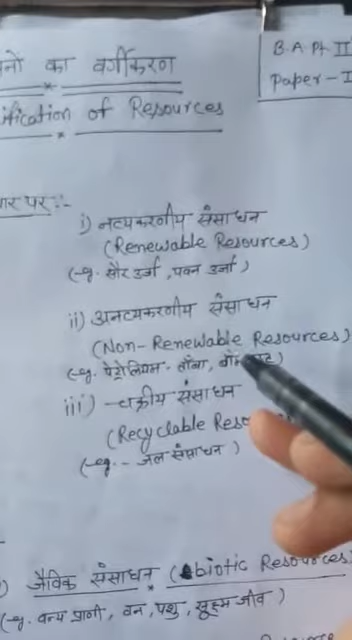 नो का वर्गीकरण
B.A Pt II
Paper - I
ification of Resources
पर :-
i) नव्यकरणीय संसाधन
(Renewable Resources)
(eg. सौर उर्जा, पवन उर्जा)
ii) अनव्यकरणीय संसाधन
(Non-Renewable Resources)
(eg. पेट्रोलियम, ताँबा,
iii) चक्रीय संसाधन
(Recyclable Reso
(eg. - जल संसाधन)
जैविक संसाधन (biotic Resources)
(eg. वन्य प्राणी, वन, पशु, सूक्ष्म जीव)